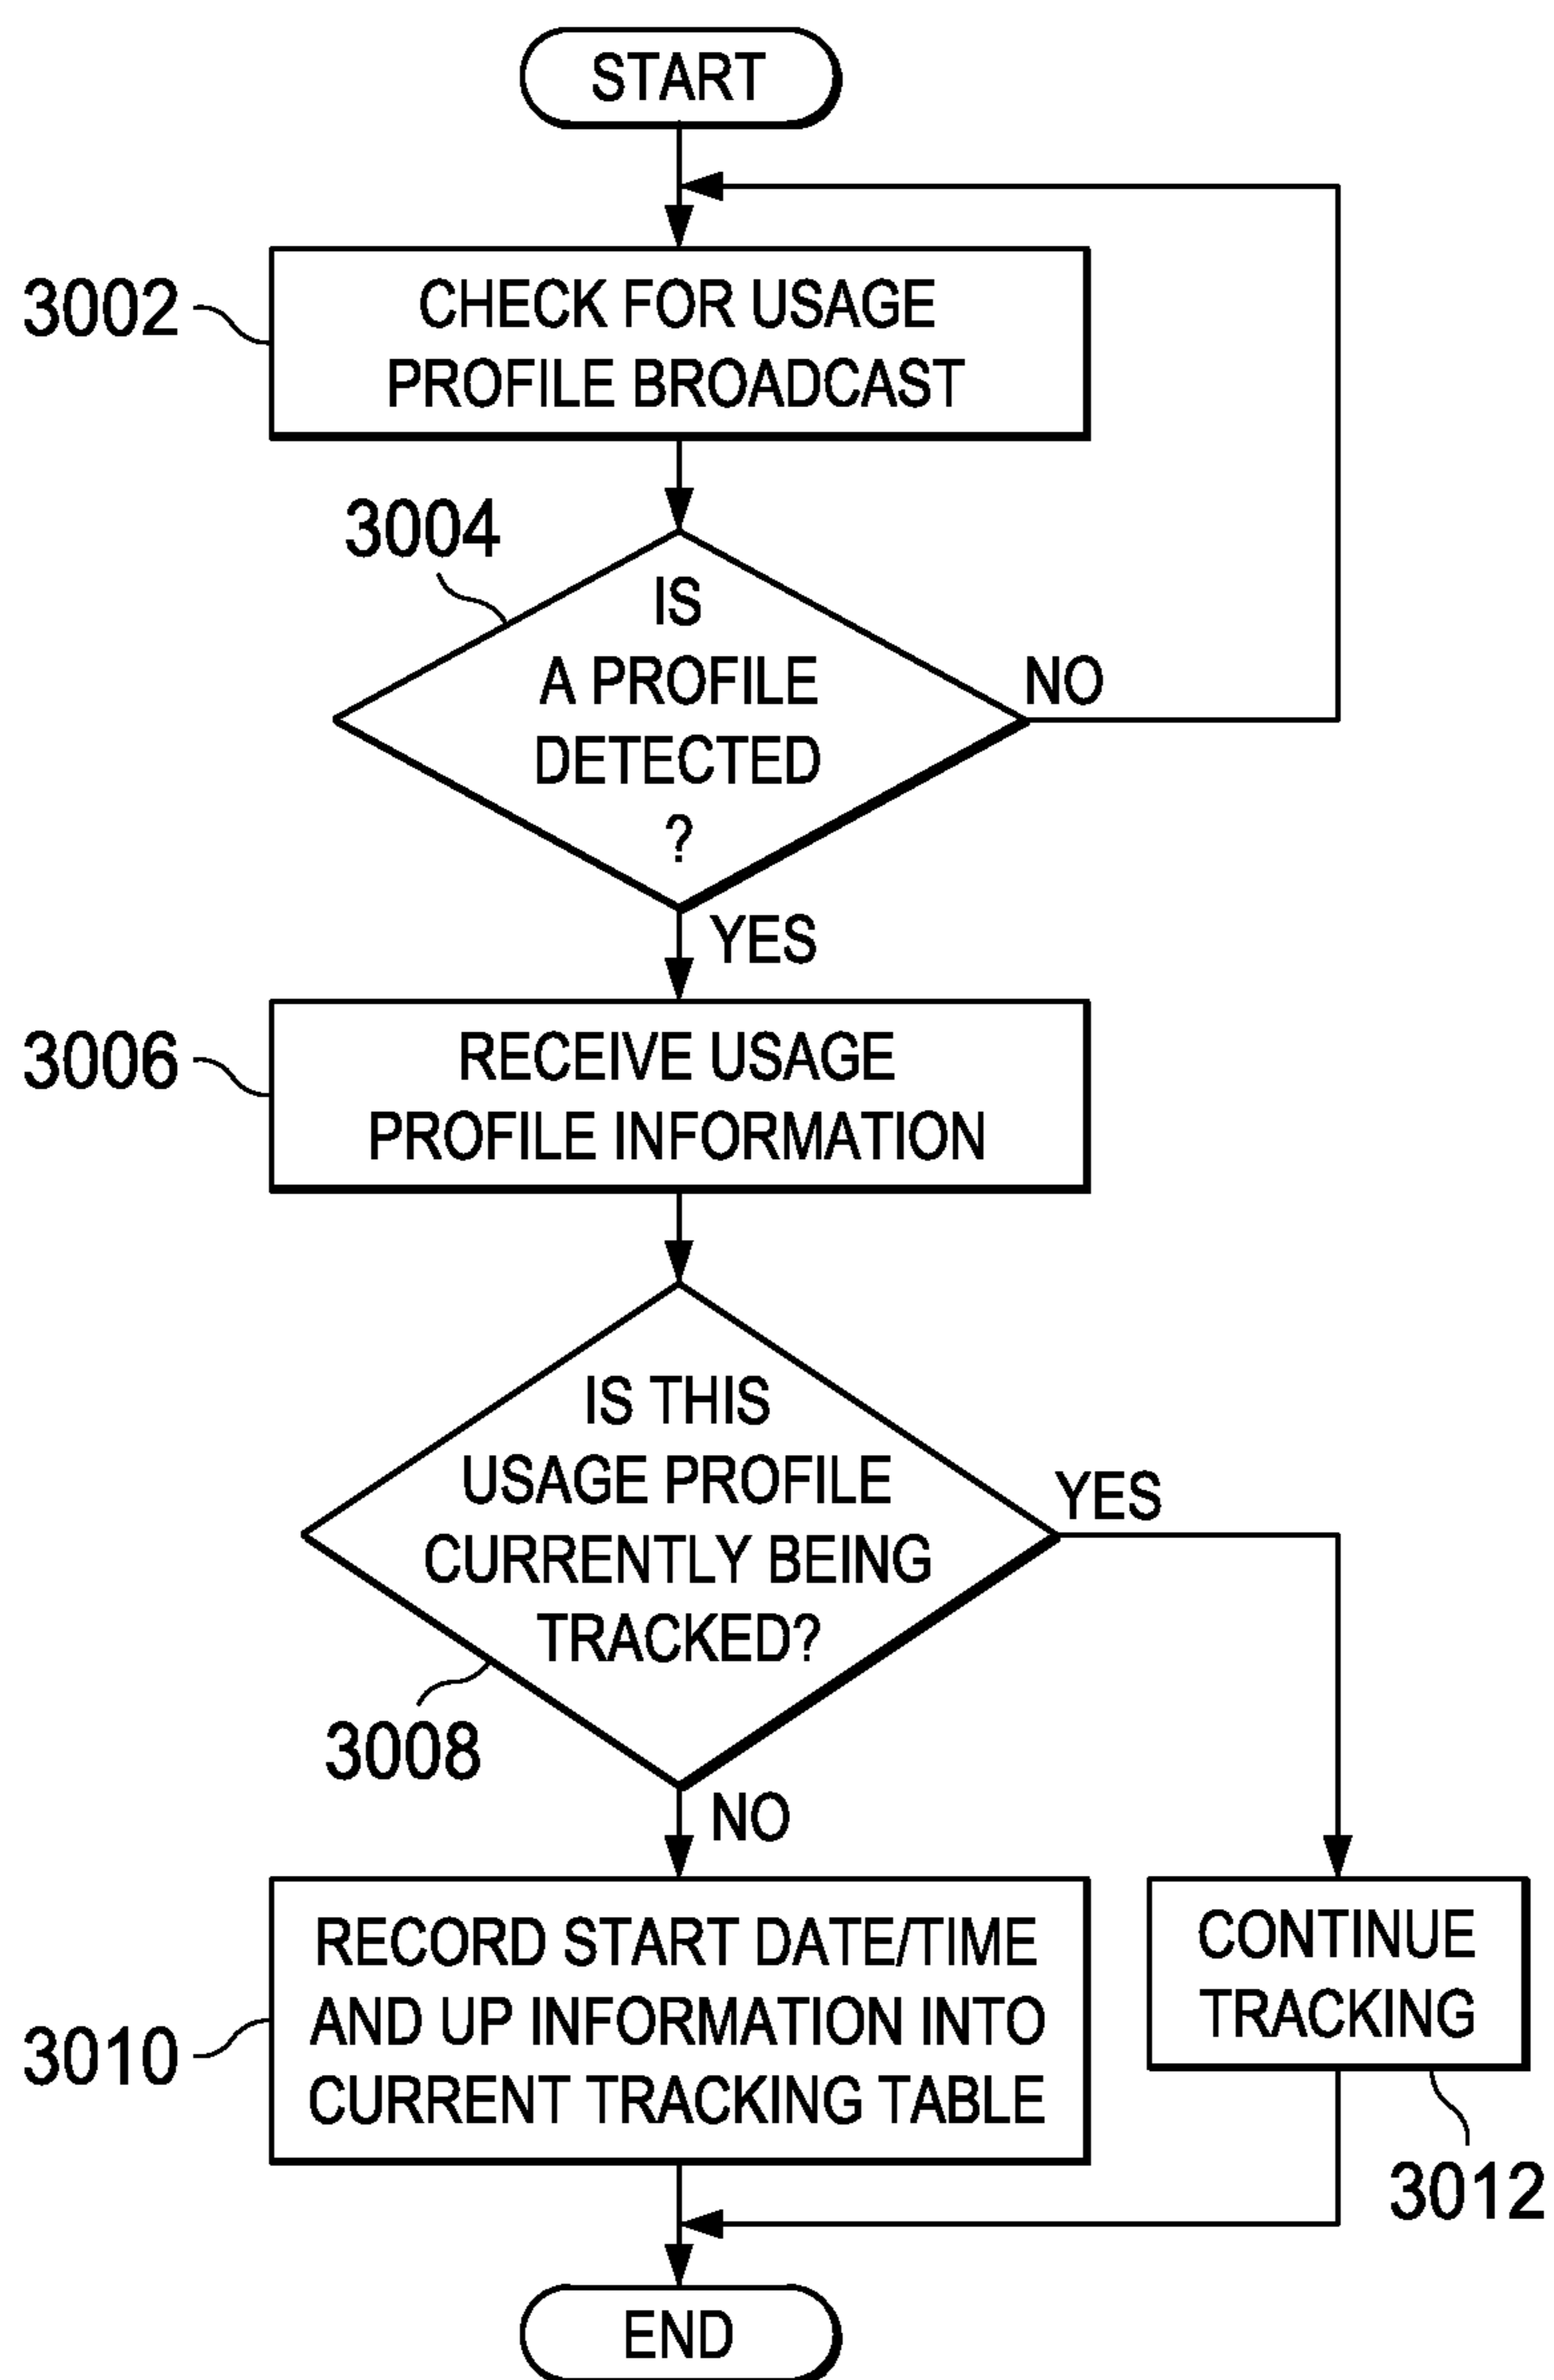 START
3002
CHECK FOR USAGE
PROFILE BROADCAST
3004
IS
A PROFILE
DETECTED
?
NO
YES
3006
RECEIVE USAGE
PROFILE INFORMATION
IS THIS
USAGE PROFILE
CURRENTLY BEING
TRACKED?
YES
3008
NO
3010
RECORD START DATE/TIME
AND UP INFORMATION INTO
CURRENT TRACKING TABLE
CONTINUE
TRACKING
3012
END